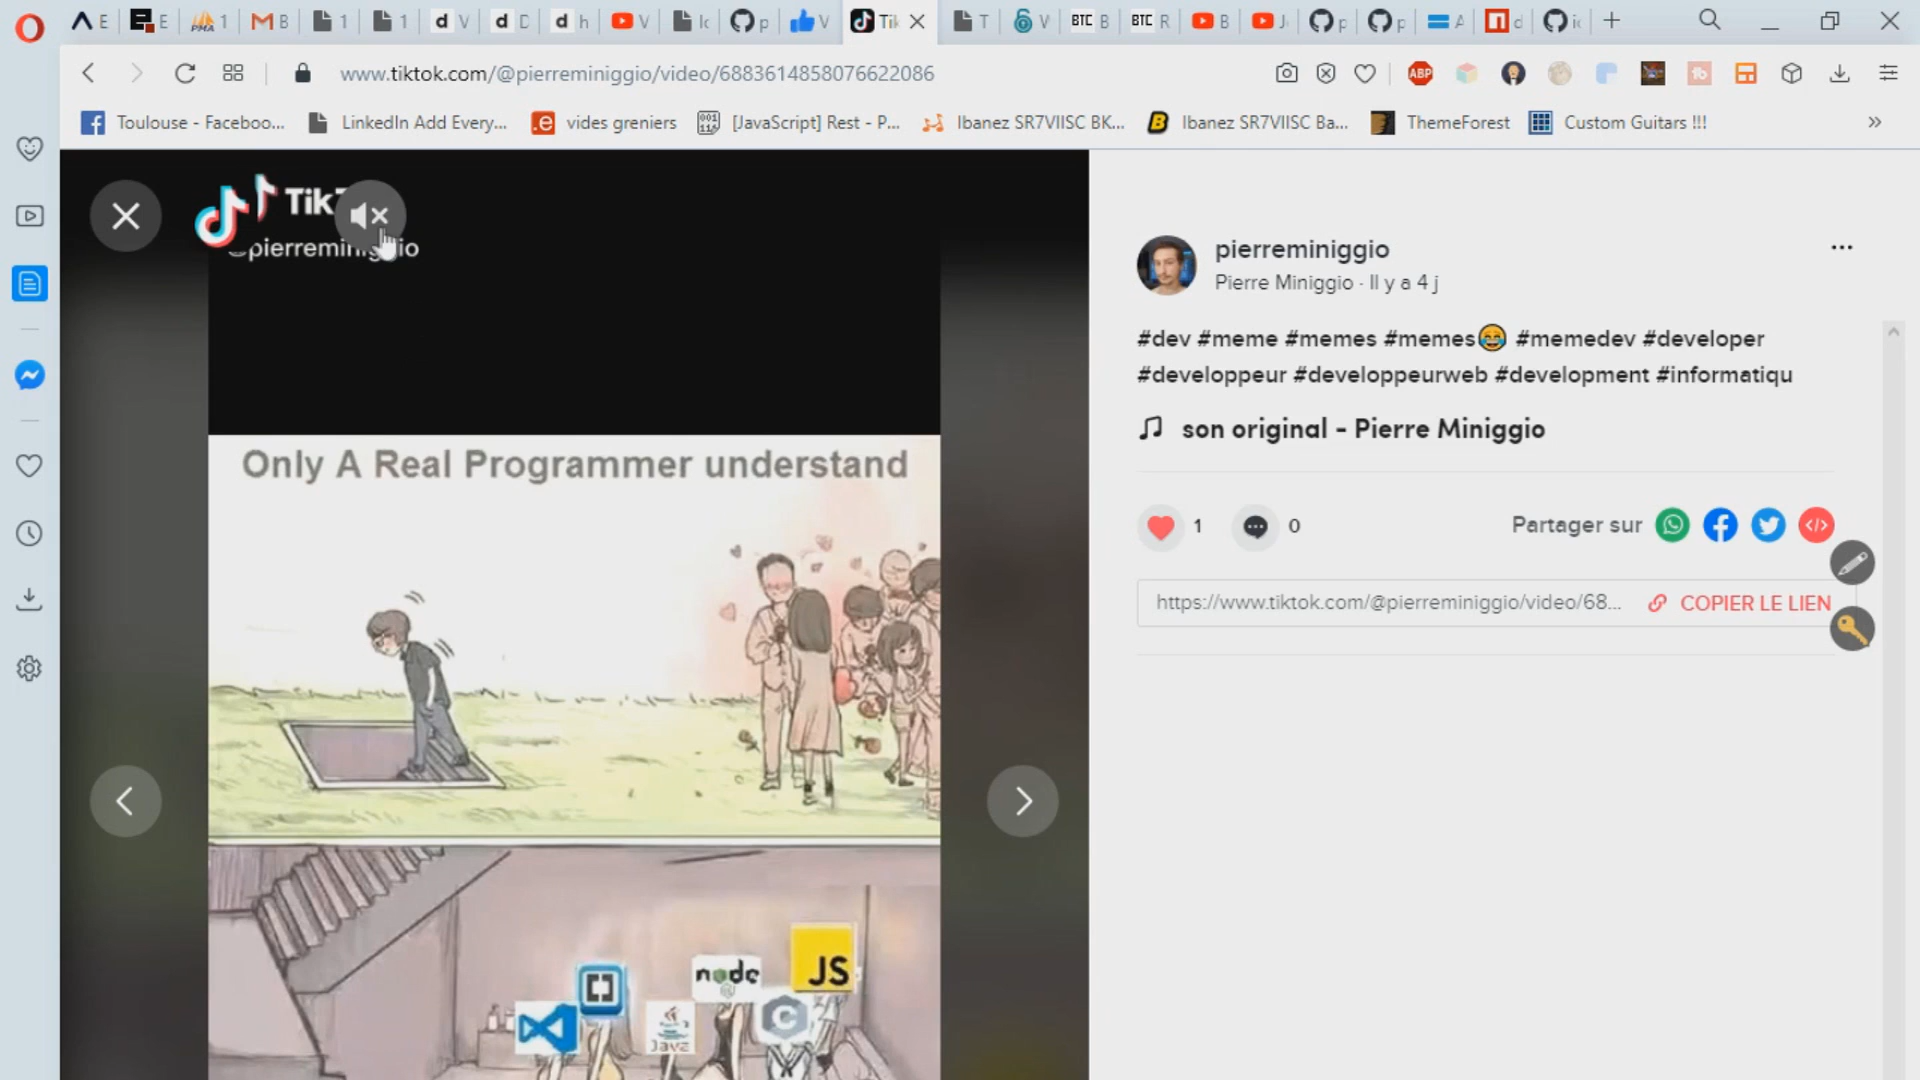 www.tiktok.com/@pierreminiggio/video/6883614858076622086
ABP
Toulouse - Faceboo...
LinkedIn Add Every...
vides greniers
[JavaScript] Rest - P...
Ibanez SR7VIISC BK...
Ibanez SR7VIISC Ba...
ThemeForest
Custom Guitars !!!
pierreminiggio
Pierre Miniggio · Il y a 4 j
#dev #meme #memes #memes😂 #memedev #developer
#developpeur #developpeurweb #development #informatiqu
son original - Pierre Miniggio
1
0
Partager sur
https://www.tiktok.com/@pierreminiggio/video/68...
COPIER LE LIEN
Only A Real Programmer understand
node
JS
C
Java